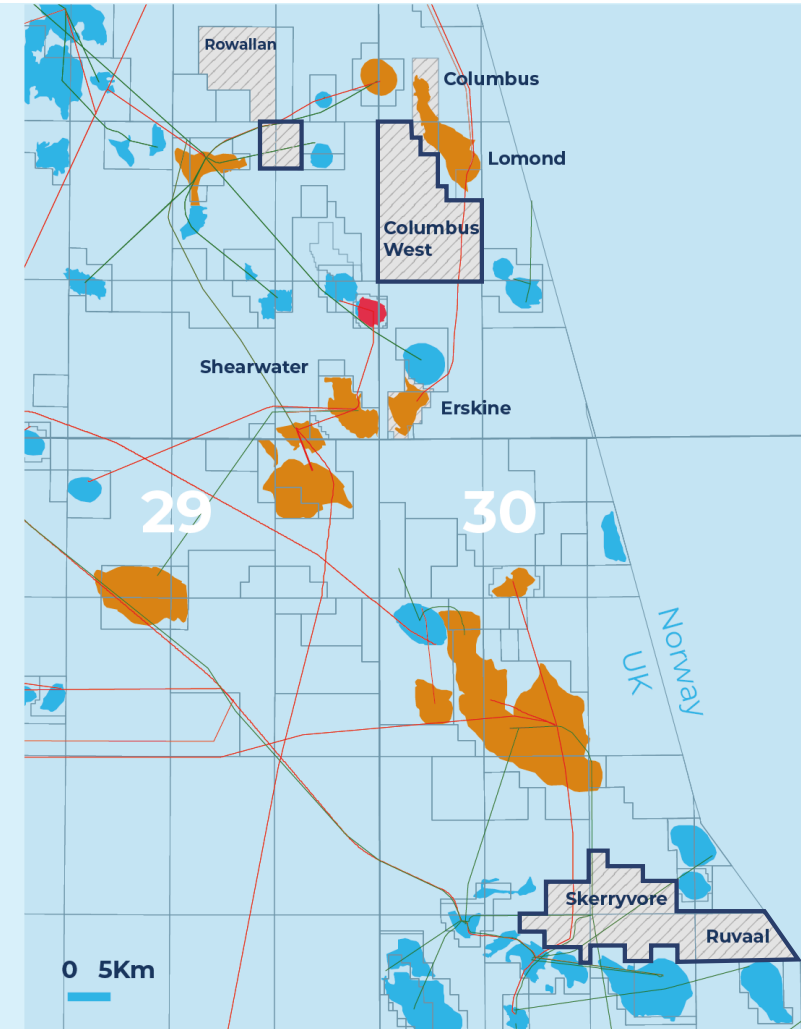 Rowallan
Columbus
Lomond
Columbus
West
Shearwater
Erskine
29
30
Norway
UK
Skerryvore
Ruvaal
0 5Km